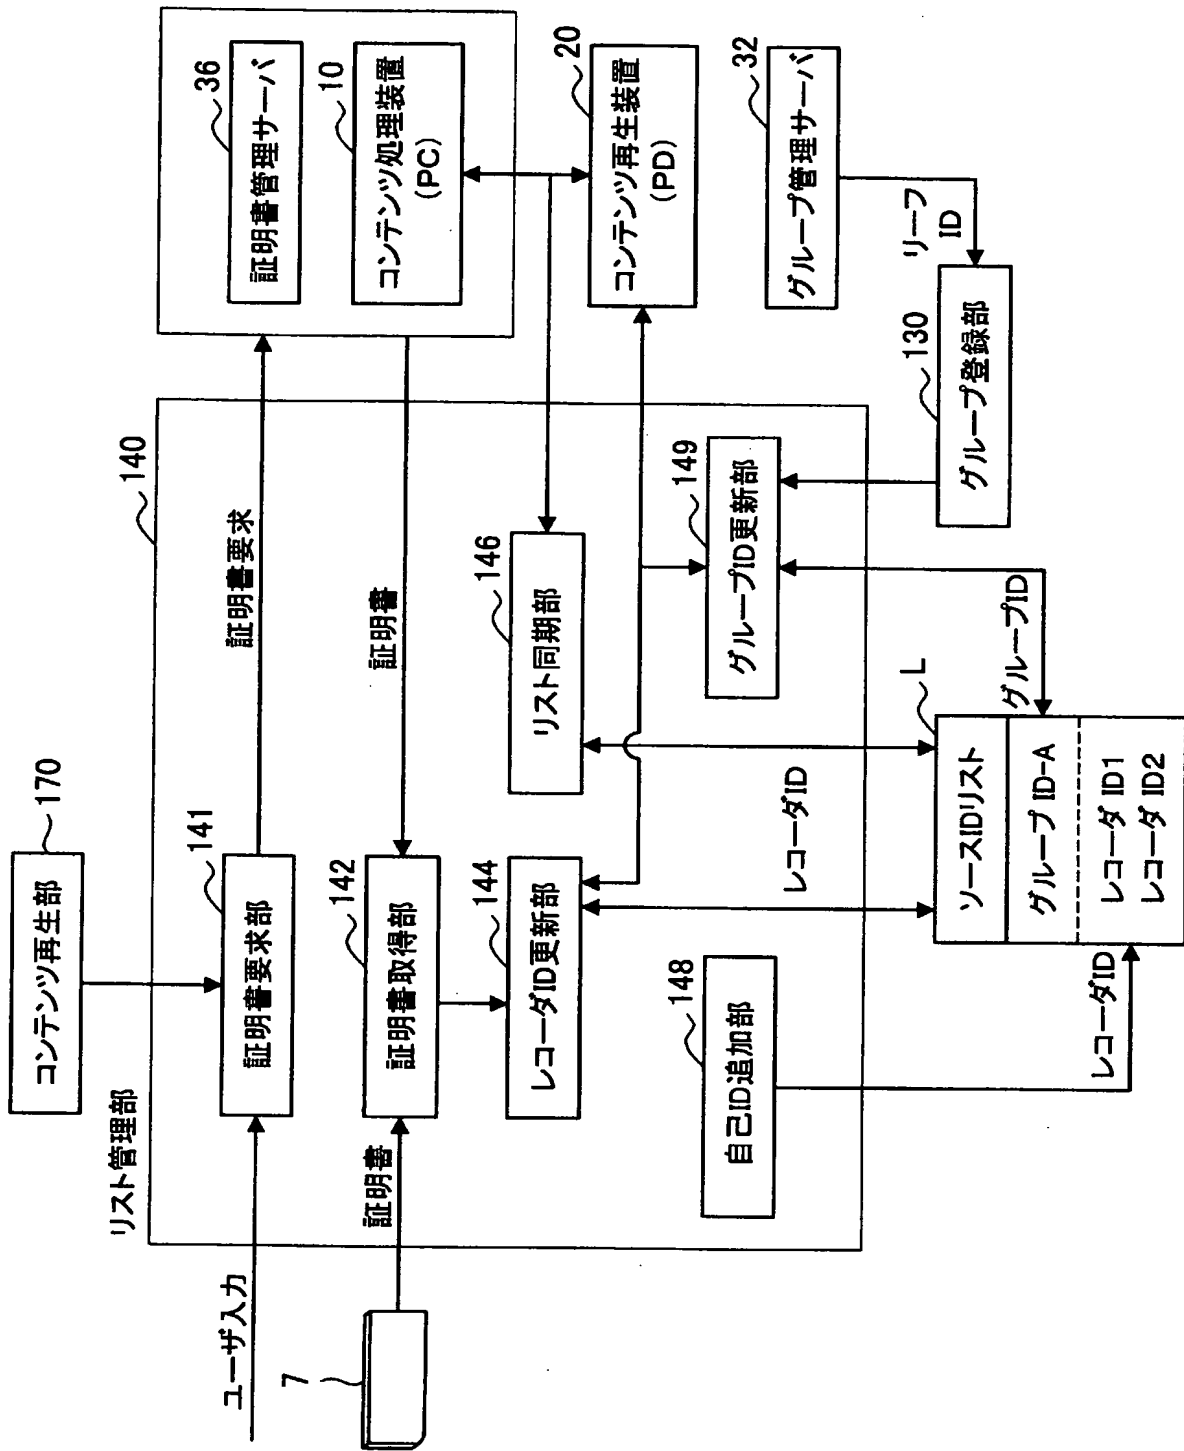 コンテンツ再生部
170
リスト管理部
140
ユーザ入力
証明書要求部
141
証明書要求
証明書管理サーバ
36
7
証明書
証明書取得部
142
証明書
コンテンツ処理装置
(PC)
10
レコーダID更新部
144
リスト同期部
146
コンテンツ再生装置
(PD)
20
自己ID追加部
148
レコーダID
グループID更新部
149
グループ管理サーバ
32
リーフ
ID
グループ登録部
130
グループID
レコーダID
L
ソースIDリスト
グループ ID-A
レコーダ ID1
レコーダ ID2